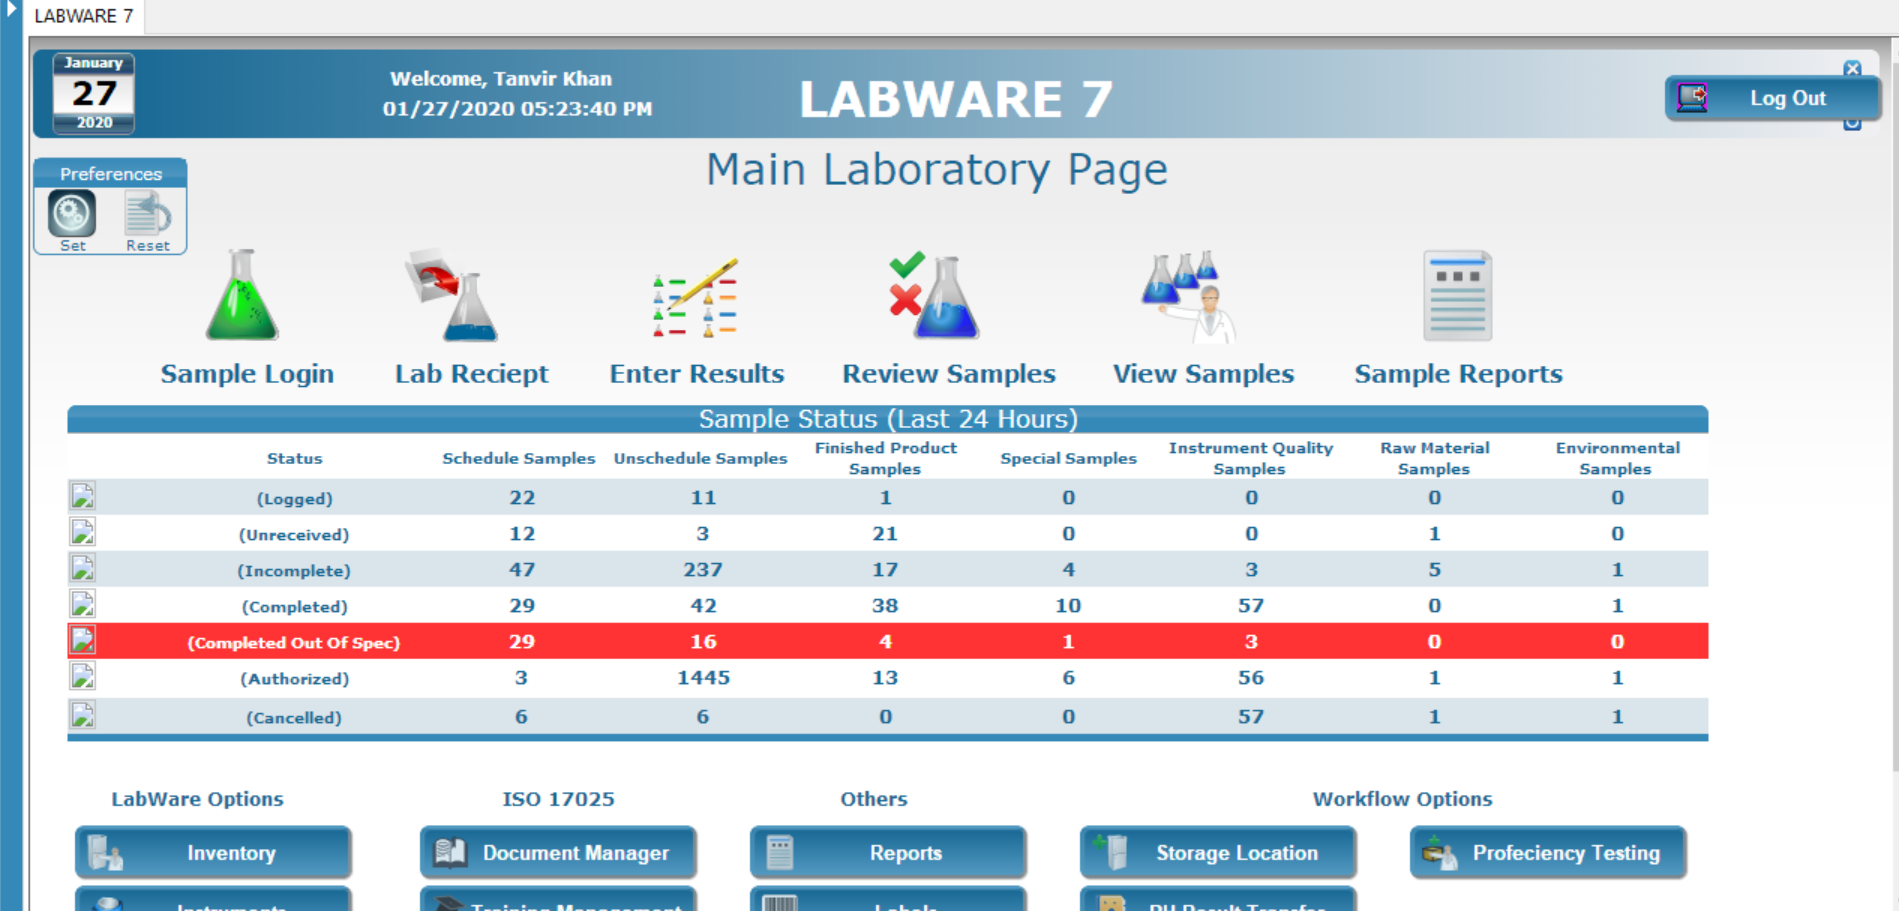 LABWARE 7
January
27
2020
Welcome, Tanvir Khan
01/27/2020 05:23:40 PM
LABWARE 7
Log Out
Main Laboratory Page
Preferences
Set Reset
Sample Login Lab Reciept Enter Results Review Samples View Samples Sample Reports
Sample Status (Last 24 Hours)
Status Schedule Samples Unschedule Samples Finished Product Samples Special Samples Instrument Quality Samples Raw Material Samples Environmental Samples
(Logged) 22 11 1 0 0 0 0
(Unreceived) 12 3 21 0 0 1 0
(Incomplete) 47 237 17 4 3 5 1
(Completed) 29 42 38 10 57 0 1
(Completed Out Of Spec) 29 16 4 1 3 0 0
(Authorized) 3 1445 13 6 56 1 1
(Cancelled) 6 6 0 0 57 1 1
LabWare Options ISO 17025 Others Workflow Options
Inventory Document Manager Reports Storage Location Profeciency Testing
Instruments Training Management Labels PH Result Transfer